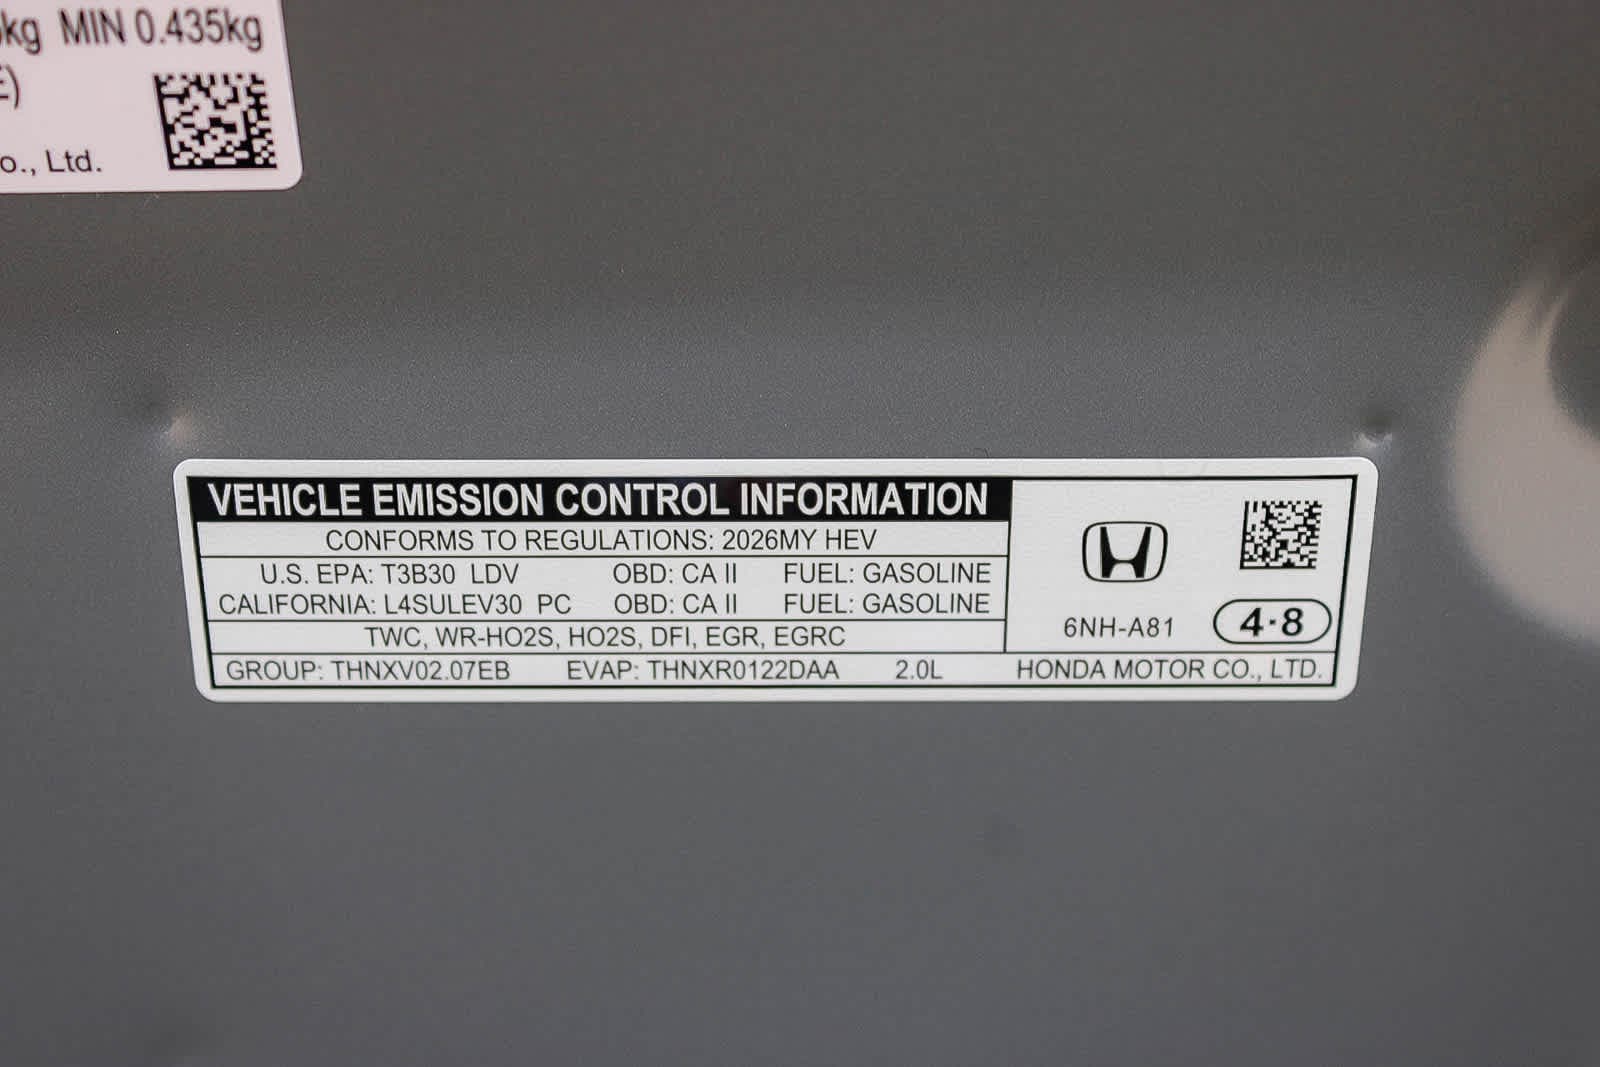 kg MIN 0.435kg
o., Ltd.
VEHICLE EMISSION CONTROL INFORMATION
CONFORMS TO REGULATIONS: 2026MY HEV
U.S. EPA: T3B30 LDV OBD: CA II FUEL: GASOLINE
CALIFORNIA: L4SULEV30 PC OBD: CA II FUEL: GASOLINE
TWC, WR-HO2S, HO2S, DFI, EGR, EGRC
GROUP: THNXV02.07EB EVAP: THNXR0122DAA 2.0L
6NH-A81
4·8
HONDA MOTOR CO., LTD.